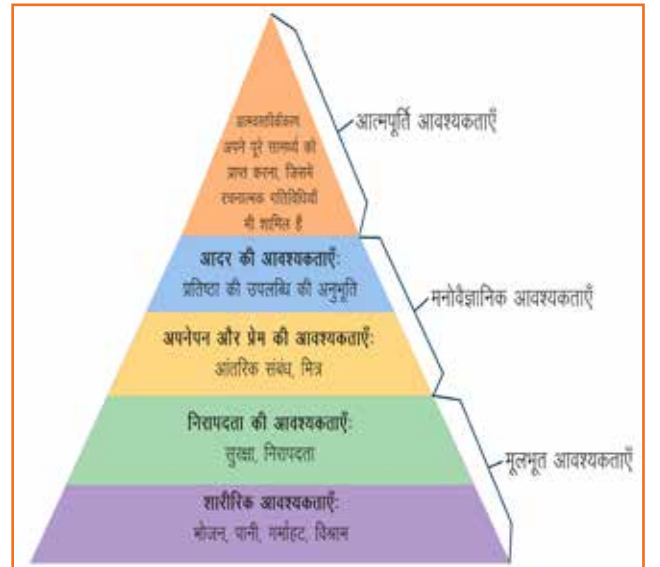 आत्मवास्तविकीकरण
अपने पूरे सामर्थ्य को
प्राप्त करना, जिसमें
रचनात्मक गतिविधियाँ
भी शामिल हैं
आत्मपूर्ति आवश्यकताएँ
आदर की आवश्यकताएँ:
प्रतिष्ठा की उपलब्धि की अनुभूति
मनोवैज्ञानिक आवश्यकताएँ
अपनेपन और प्रेम की आवश्यकताएँ:
आंतरिक संबंध, मित्र
निरापदता की आवश्यकताएँ:
सुरक्षा, निरापदता
मूलभूत आवश्यकताएँ
शारीरिक आवश्यकताएँ:
भोजन, पानी, गर्माहट, विश्राम